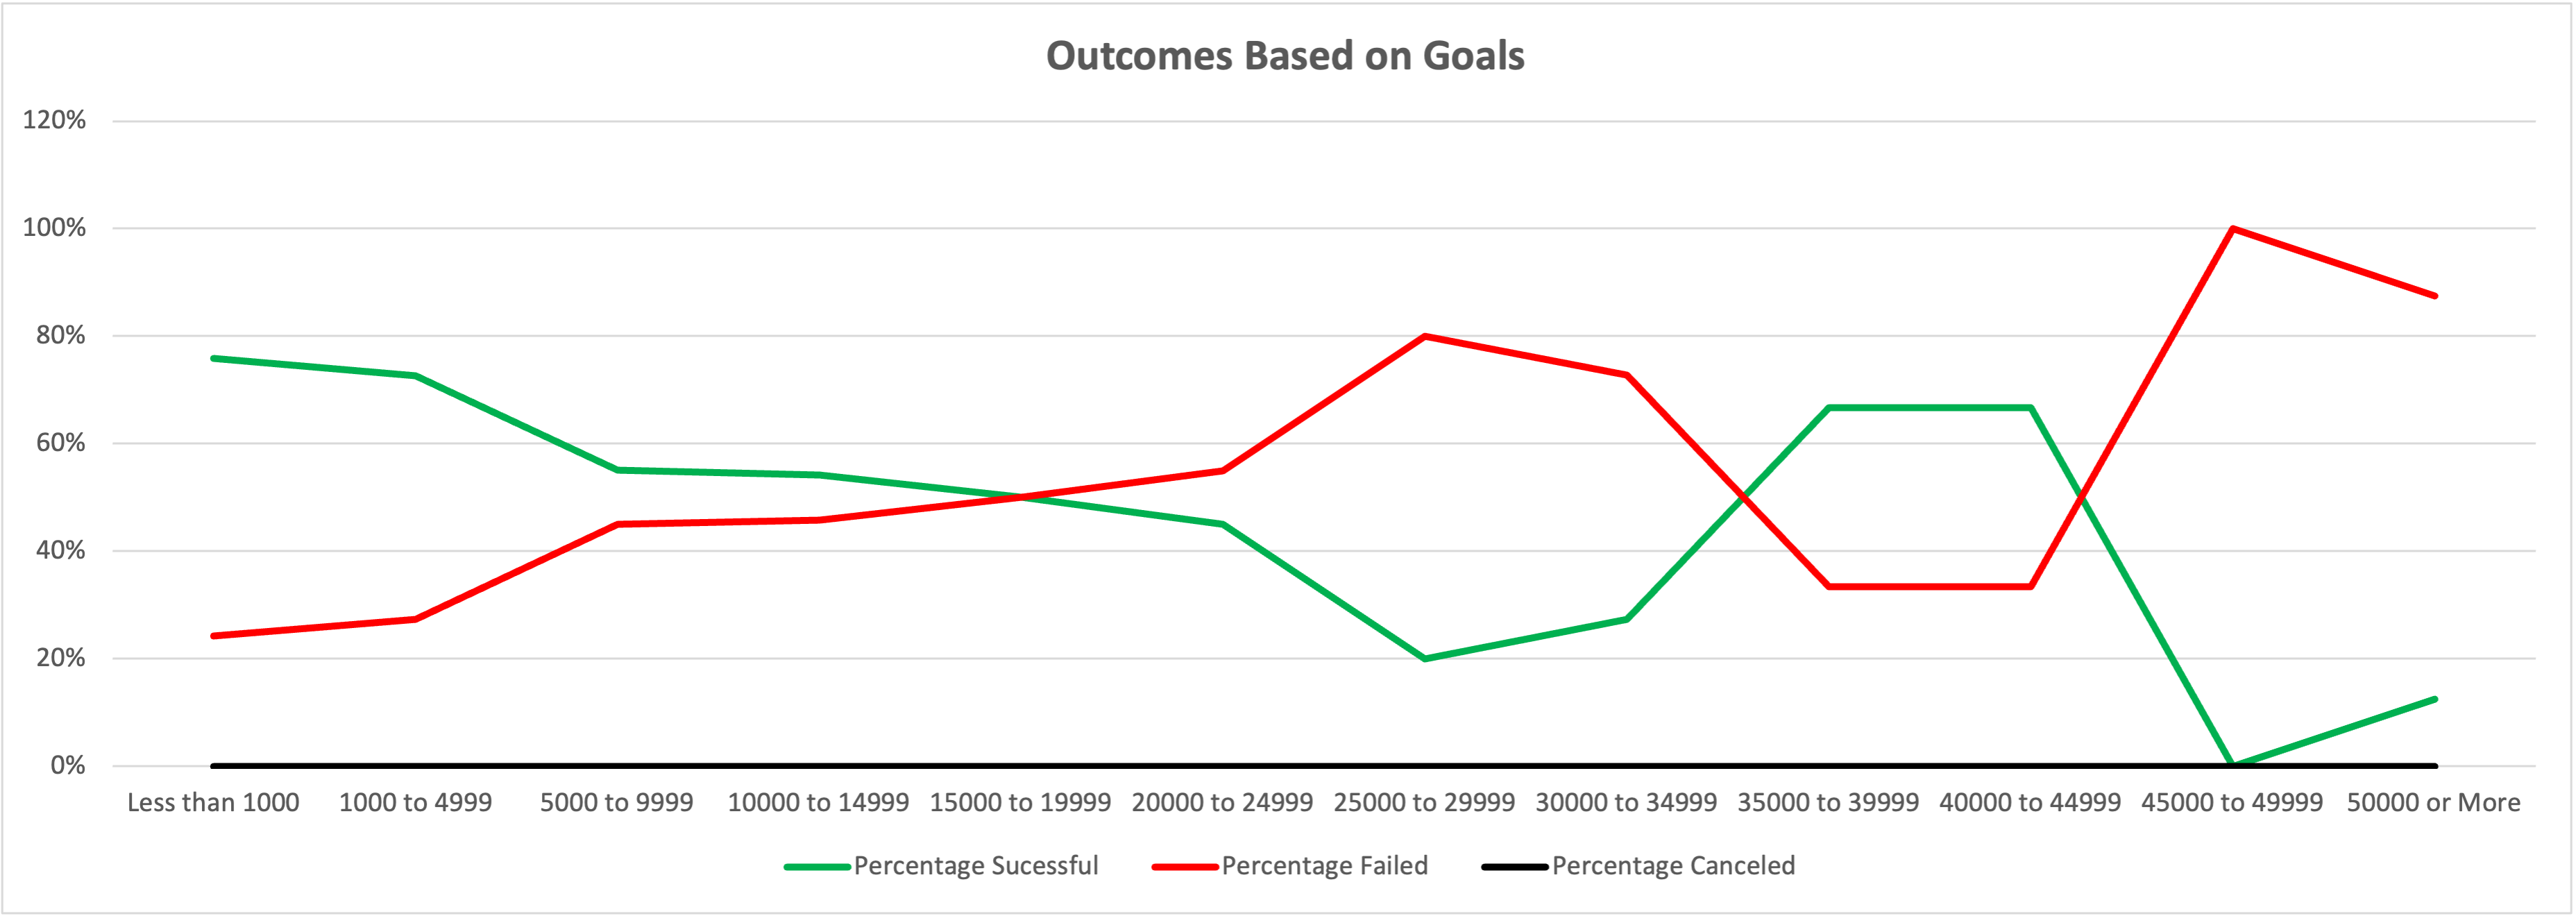 Outcomes Based on Goals
120%
100%
80%
60%
40%
20%
0%
Less than 1000 1000 to 4999 5000 to 9999 10000 to 14999 15000 to 19999 20000 to 24999 25000 to 29999 30000 to 34999 35000 to 39999 40000 to 44999 45000 to 49999 50000 or More
Percentage Sucessful Percentage Failed Percentage Canceled